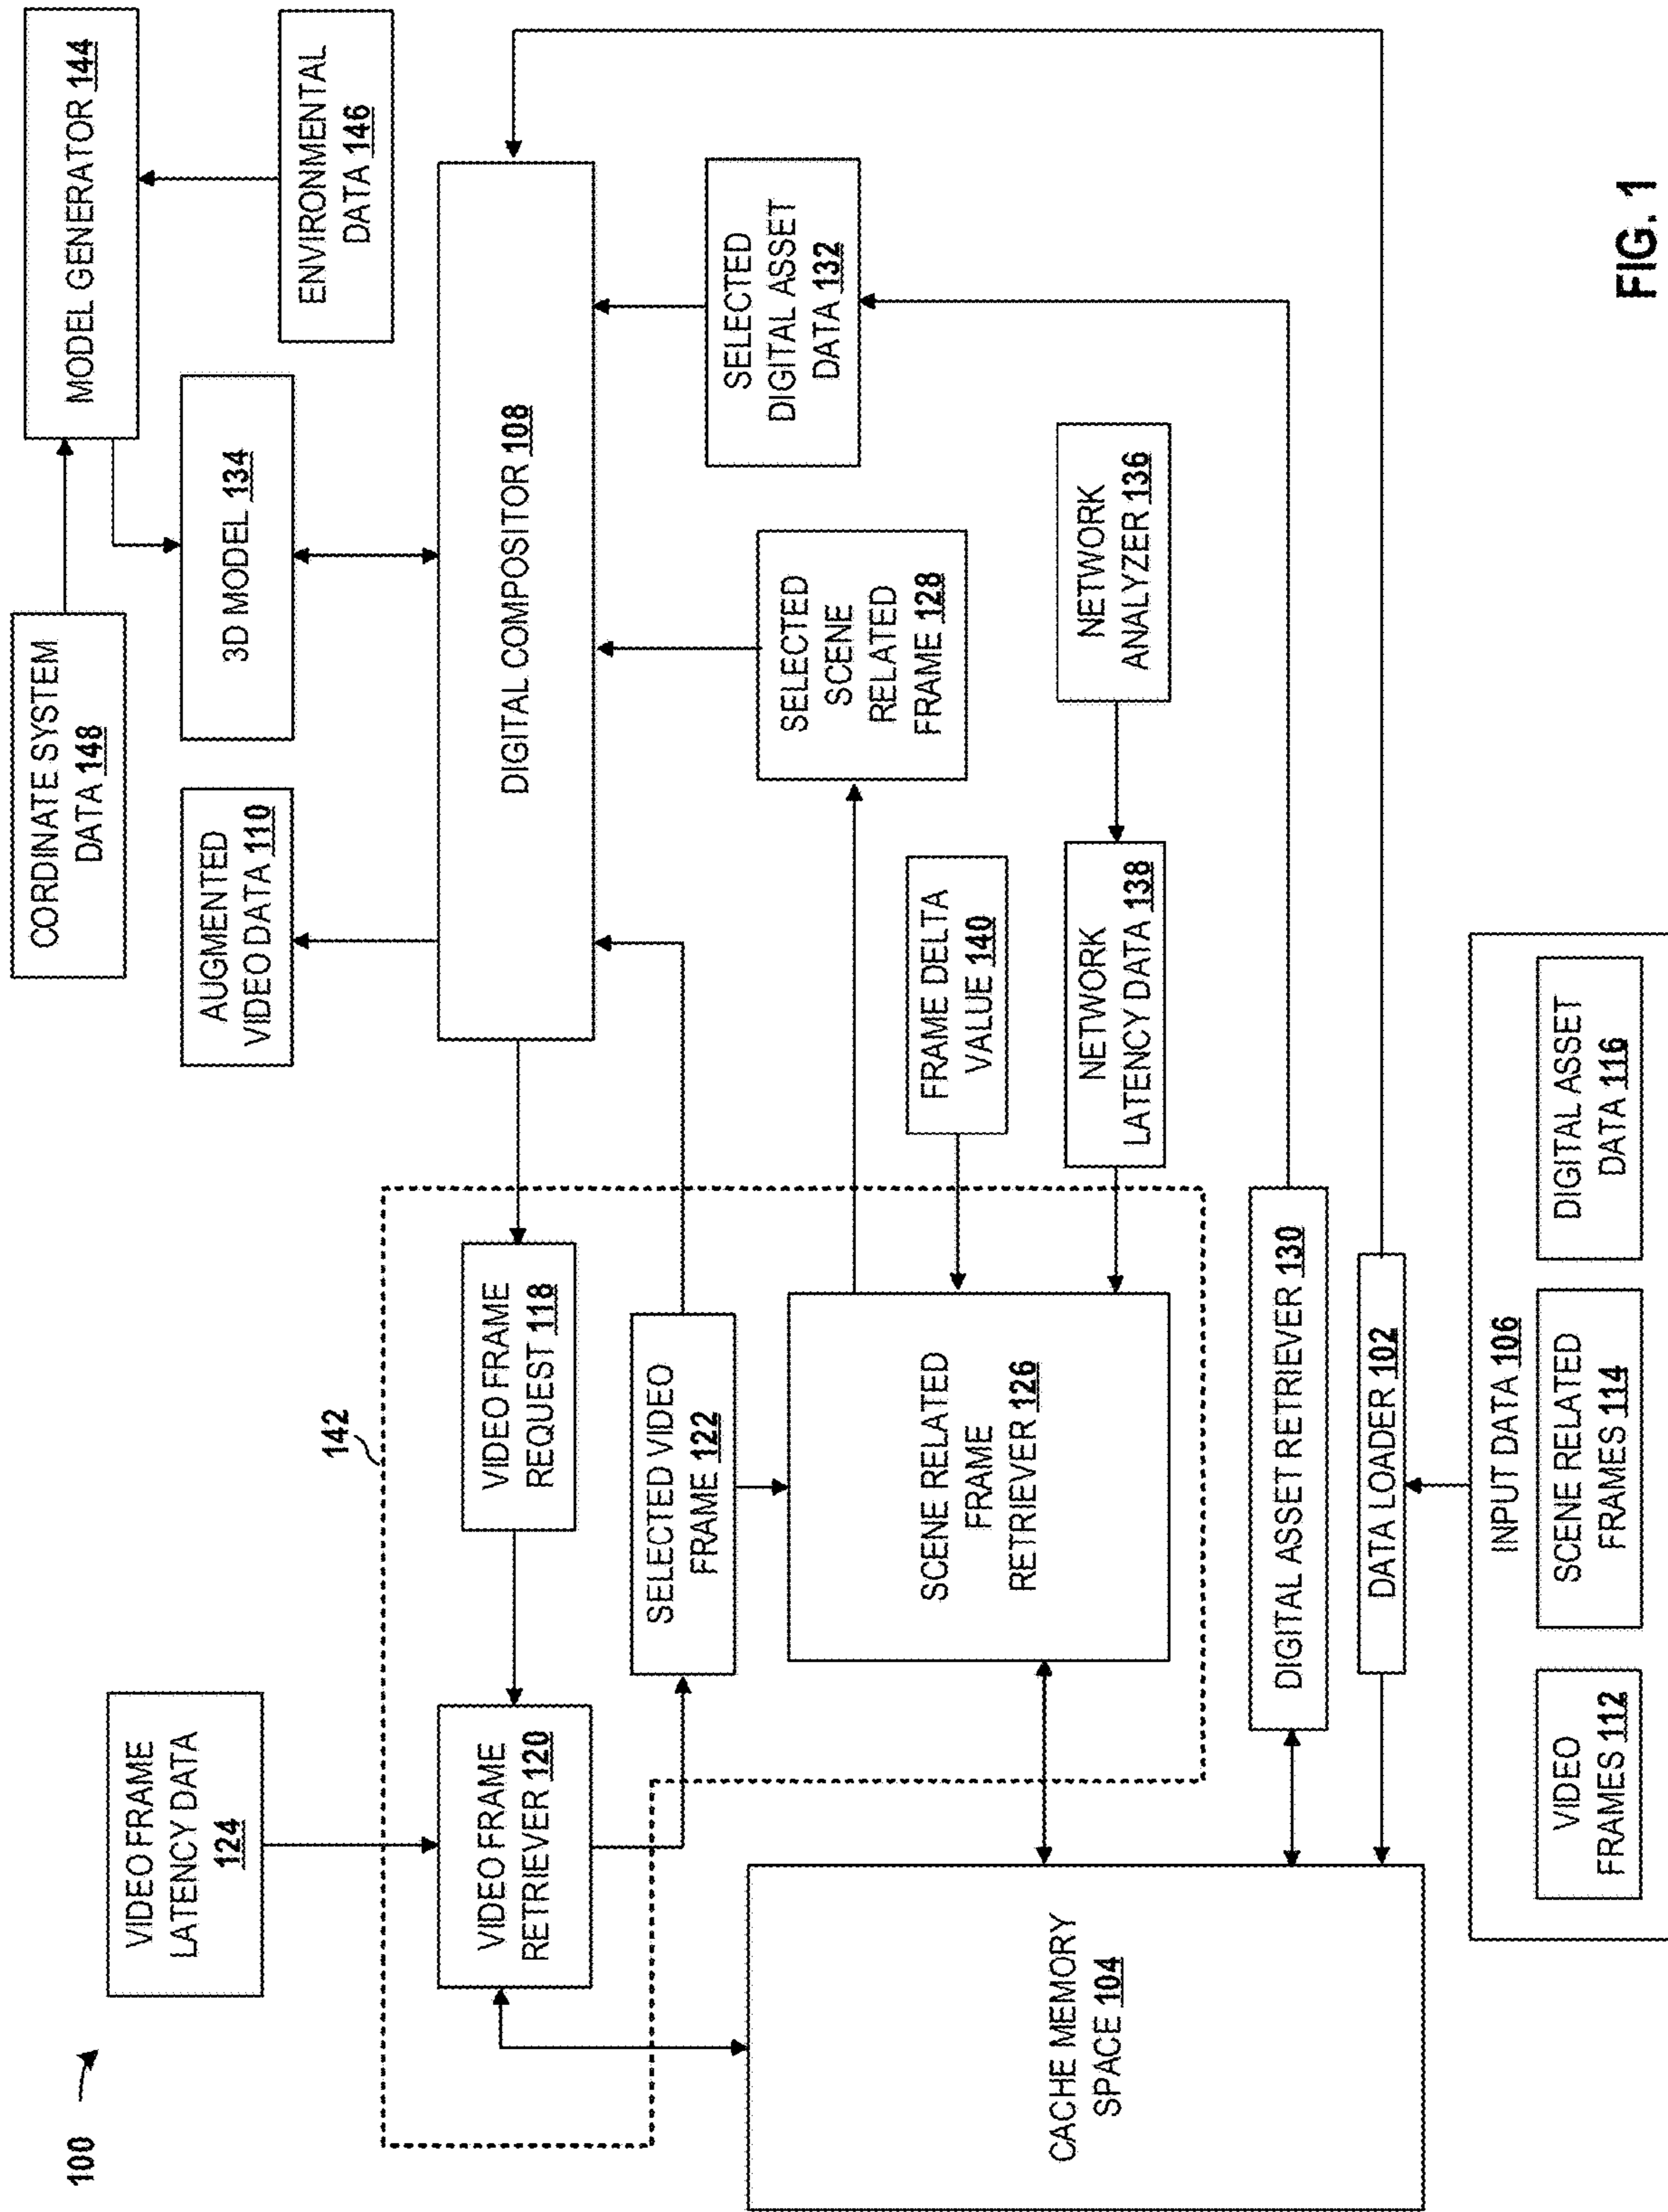 100
VIDEO FRAME
LATENCY DATA
124
142
VIDEO FRAME
RETRIEVER 120
VIDEO FRAME
REQUEST 118
SELECTED VIDEO
FRAME 122
SCENE RELATED
FRAME
RETRIEVER 126
CACHE MEMORY
SPACE 104
COORDINATE SYSTEM
DATA 148
MODEL GENERATOR 144
ENVIRONMENTAL
DATA 146
3D MODEL 134
AUGMENTED
VIDEO DATA 110
DIGITAL COMPOSITOR 108
SELECTED
SCENE
RELATED
FRAME 128
SELECTED
DIGITAL ASSET
DATA 132
FRAME DELTA
VALUE 140
NETWORK
LATENCY DATA 138
NETWORK
ANALYZER 136
DIGITAL ASSET RETRIEVER 130
DATA LOADER 102
INPUT DATA 106
VIDEO
FRAMES 112
SCENE RELATED
FRAMES 114
DIGITAL ASSET
DATA 116
FIG. 1